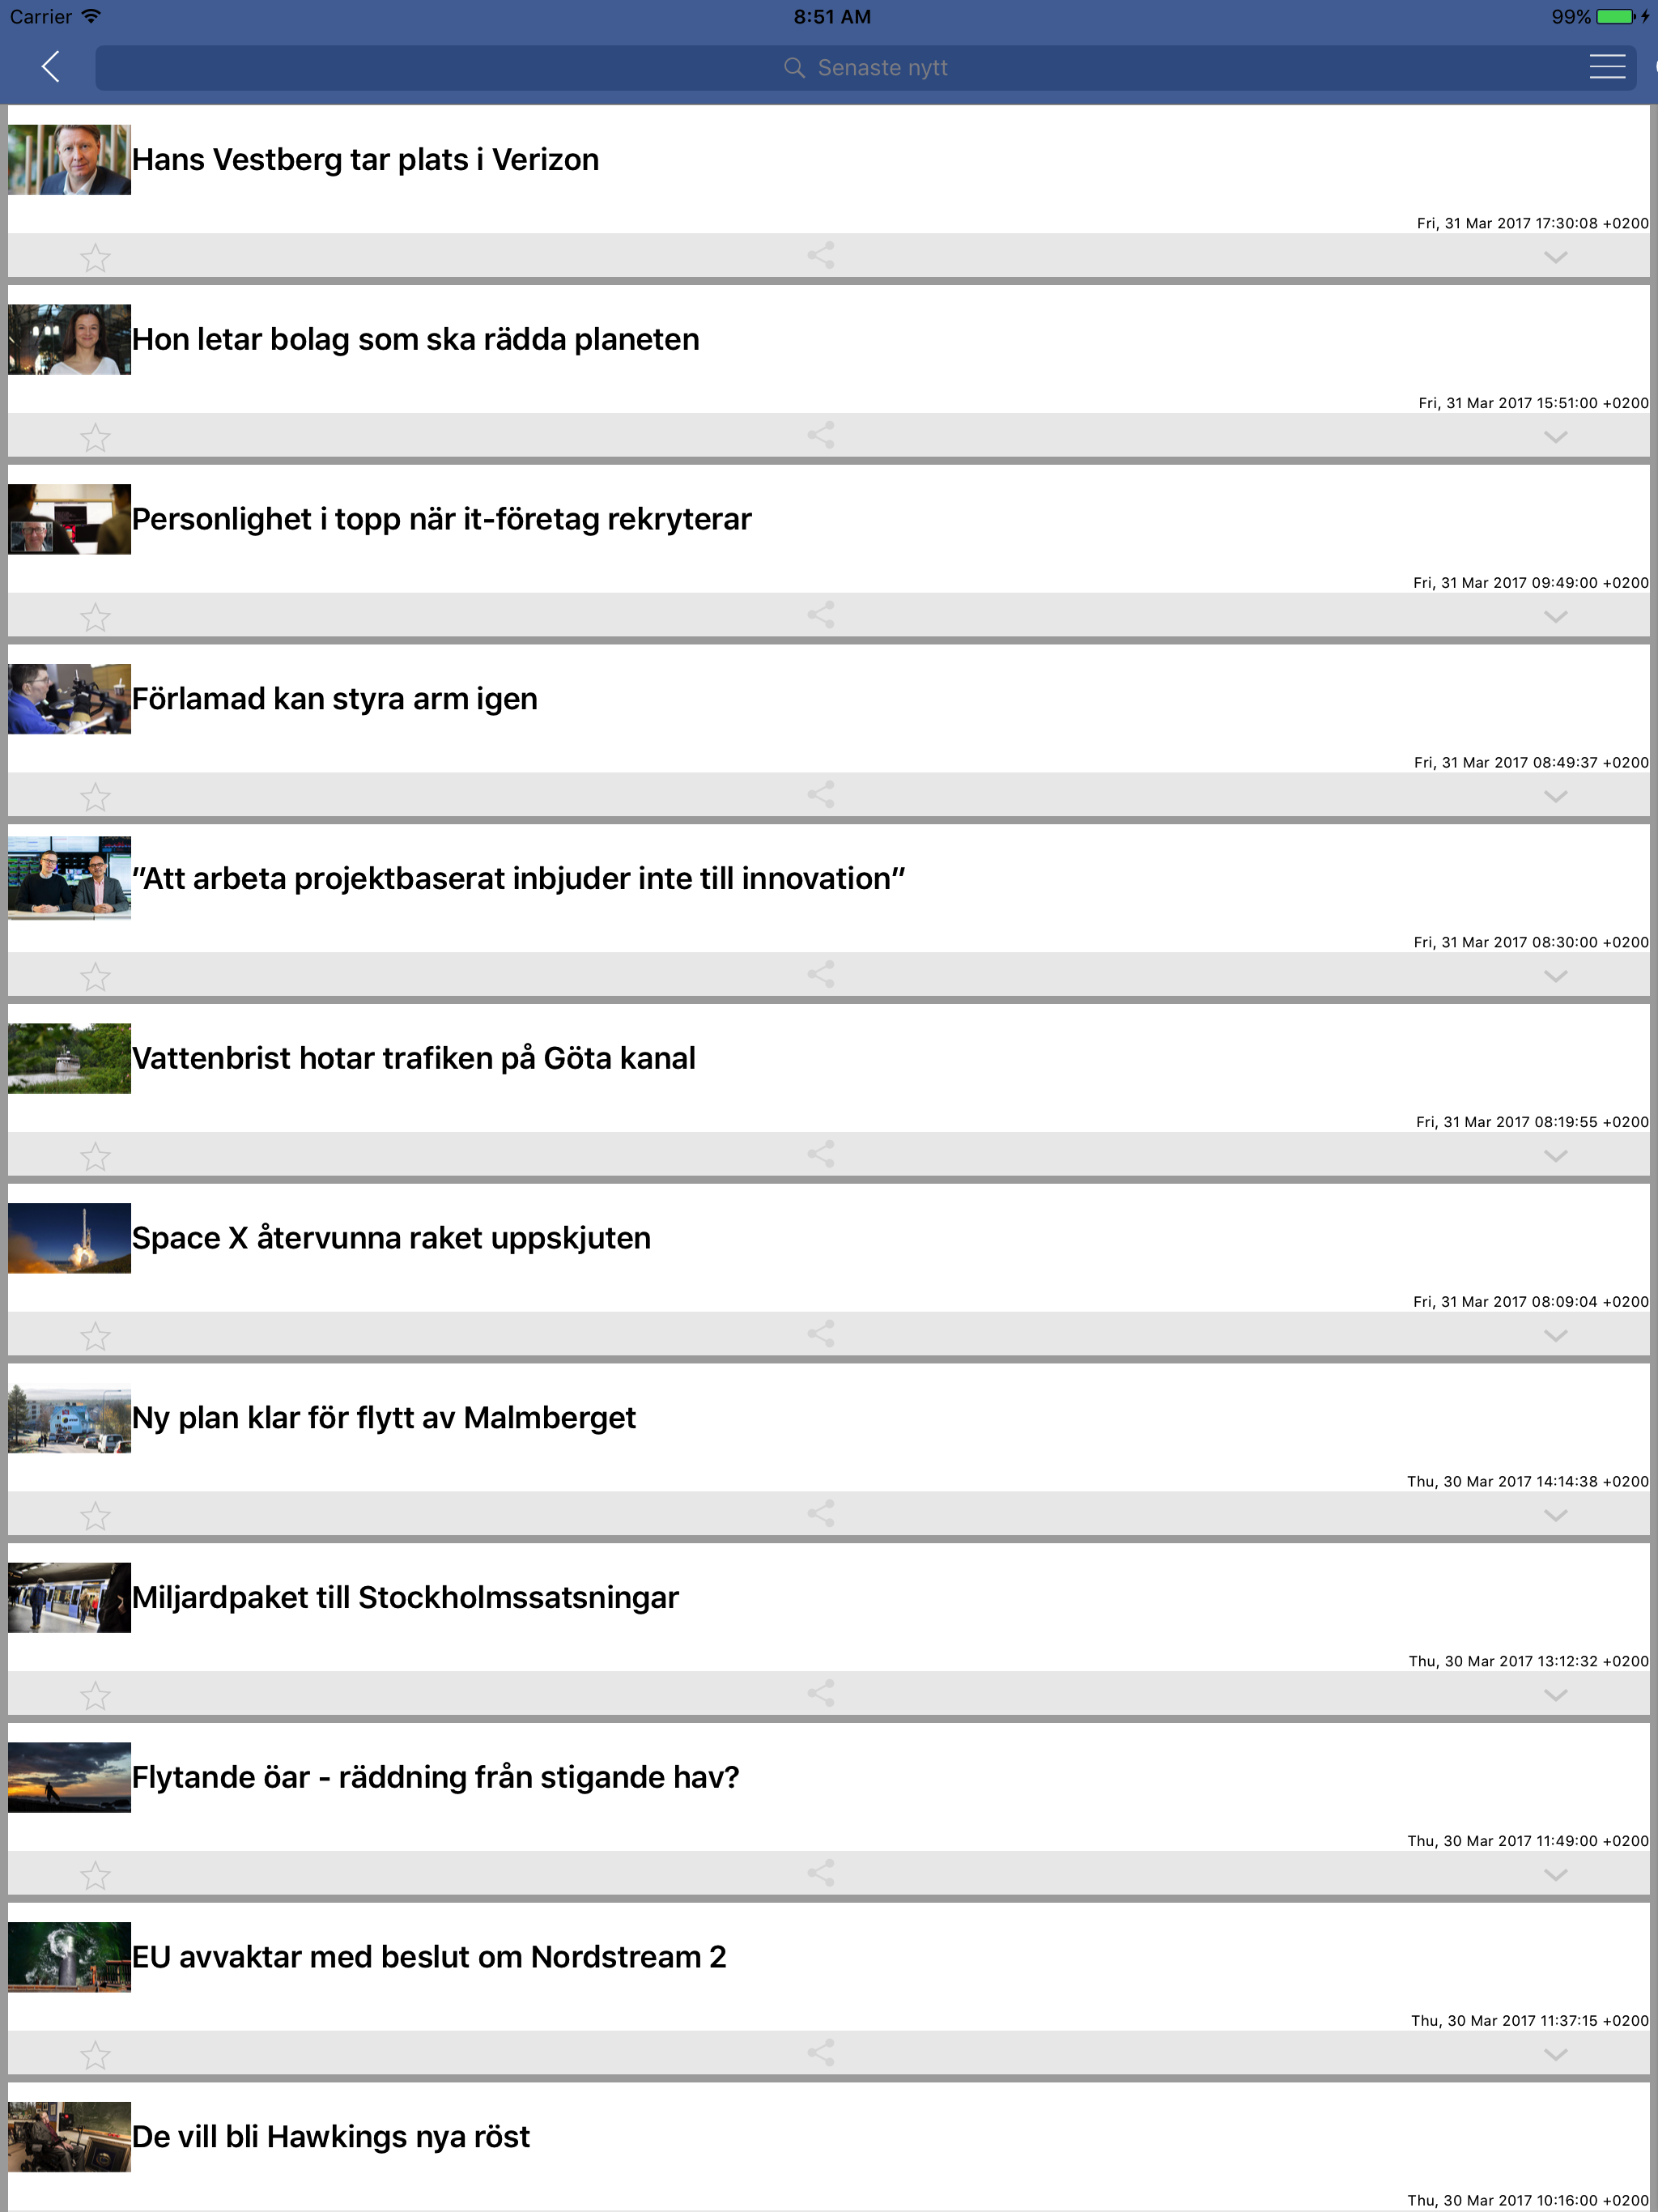 Carrier 8:51 AM 99%
Senaste nytt
Hans Vestberg tar plats i Verizon
Fri, 31 Mar 2017 17:30:08 +0200
Hon letar bolag som ska rädda planeten
Fri, 31 Mar 2017 15:51:00 +0200
Personlighet i topp när it-företag rekryterar
Fri, 31 Mar 2017 09:49:00 +0200
Förlamad kan styra arm igen
Fri, 31 Mar 2017 08:49:37 +0200
”Att arbeta projektbaserat inbjuder inte till innovation”
Fri, 31 Mar 2017 08:30:00 +0200
Vattenbrist hotar trafiken på Göta kanal
Fri, 31 Mar 2017 08:19:55 +0200
Space X återvunna raket uppskjuten
Fri, 31 Mar 2017 08:09:04 +0200
Ny plan klar för flytt av Malmberget
Thu, 30 Mar 2017 14:14:38 +0200
Miljardpaket till Stockholmssatsningar
Thu, 30 Mar 2017 13:12:32 +0200
Flytande öar - räddning från stigande hav?
Thu, 30 Mar 2017 11:49:00 +0200
EU avvaktar med beslut om Nordstream 2
Thu, 30 Mar 2017 11:37:15 +0200
De vill bli Hawkings nya röst
Thu, 30 Mar 2017 10:16:00 +0200